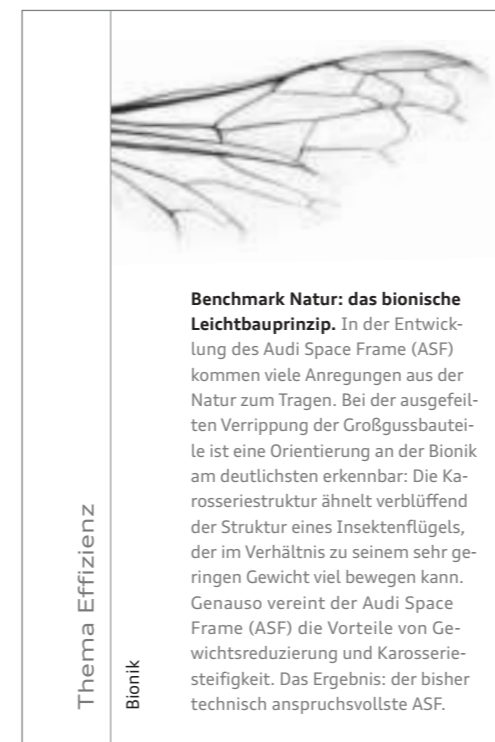 Thema Effizienz
Bionik
Benchmark Natur: das bionische
Leichtbauprinzip. In der Entwick-
lung des Audi Space Frame (ASF)
kommen viele Anregungen aus der
Natur zum Tragen. Bei der ausgefeil-
ten Verrippung der Großgussbautei-
le ist eine Orientierung an der Bionik
am deutlichsten erkennbar: Die Ka-
rosseriestruktur ähnelt verblüffend
der Struktur eines Insektenflügels,
der im Verhältnis zu seinem sehr ge-
ringen Gewicht viel bewegen kann.
Genauso vereint der Audi Space
Frame (ASF) die Vorteile von Ge-
wichtsreduzierung und Karosserie-
steifigkeit. Das Ergebnis: der bisher
technisch anspruchsvollste ASF.